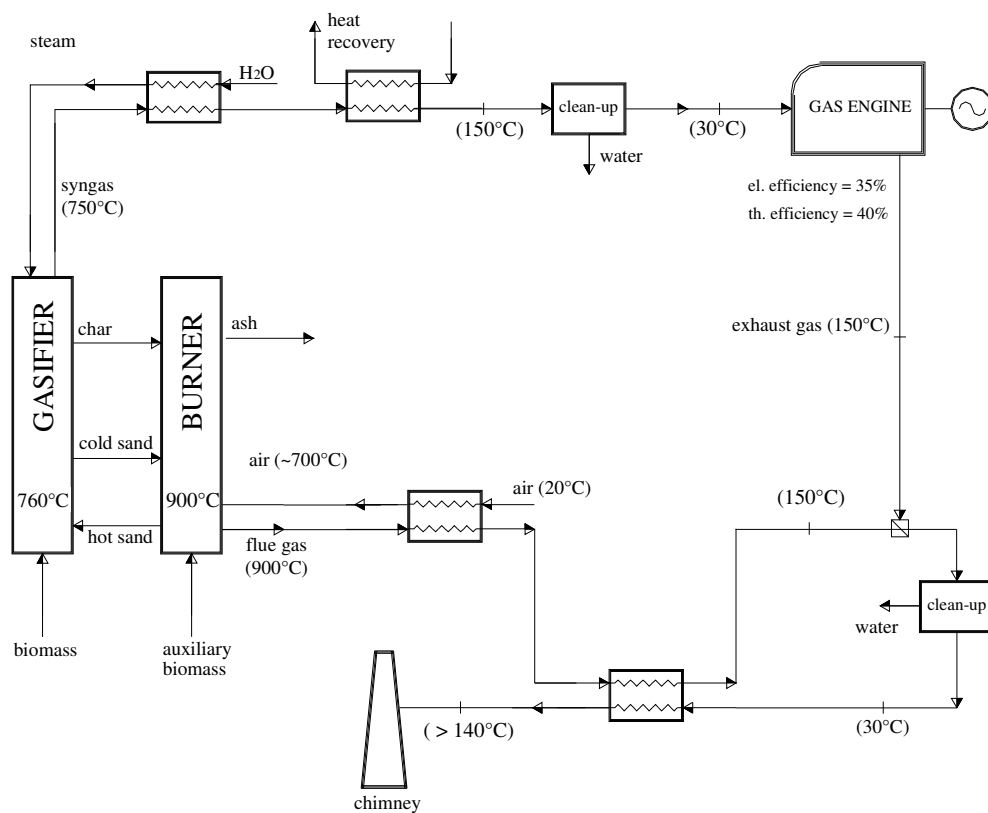 heat
recovery
steam
H2O
clean-up
GAS ENGINE
(150°C)
(30°C)
water
syngas
(750°C)
el. efficiency = 35%
th. efficiency = 40%
GASIFIER
BURNER
char
ash
exhaust gas (150°C)
cold sand
air (~700°C)
760°C
900°C
air (20°C)
(150°C)
hot sand
flue gas
(900°C)
clean-up
water
biomass
auxiliary
biomass
( > 140°C)
(30°C)
chimney